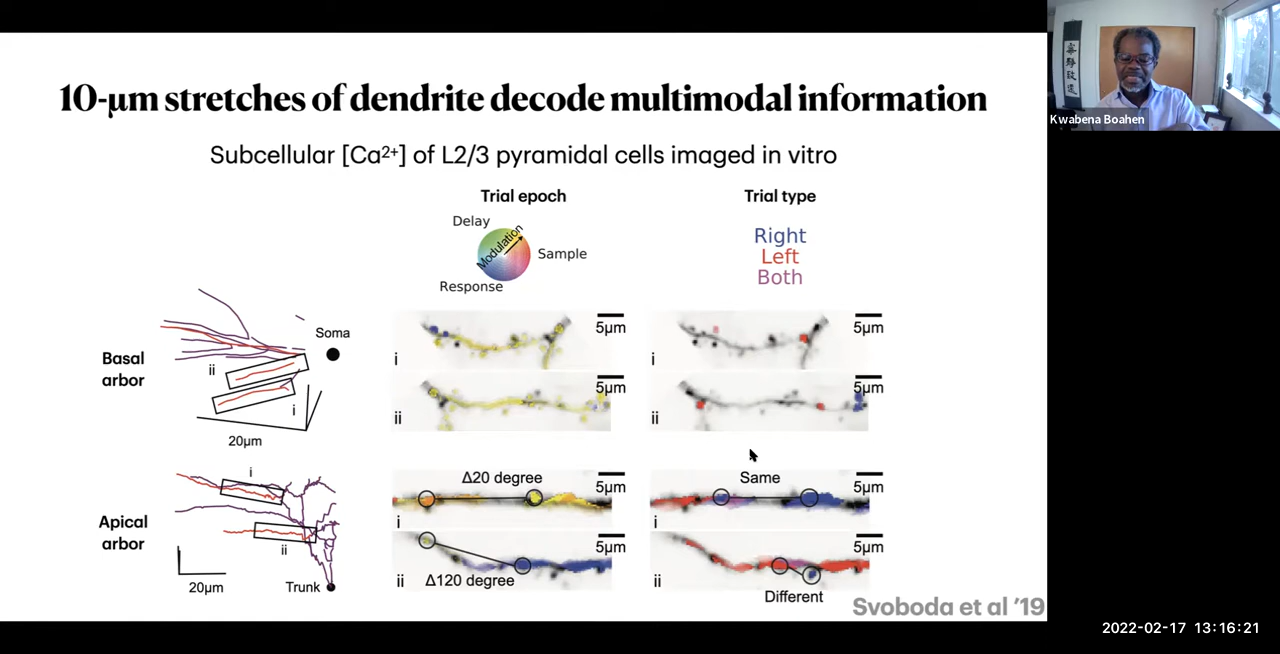 10-μm stretches of dendrite decode multimodal information
Subcellular [Ca²⁺] of L2/3 pyramidal cells imaged in vitro
Trial epoch
Trial type
Delay
Modulation
Sample
Response
Right
Left
Both
Basal
arbor
Soma
ii
i
20μm
i
5μm
ii
5μm
i
5μm
ii
5μm
Apical
arbor
i
ii
20μm
Trunk
Δ20 degree
5μm
i
5μm
ii
Δ120 degree
Same
5μm
i
5μm
ii
Different
Svoboda et al '19
Kwabena Boahen
2022-02-17 13:16:21